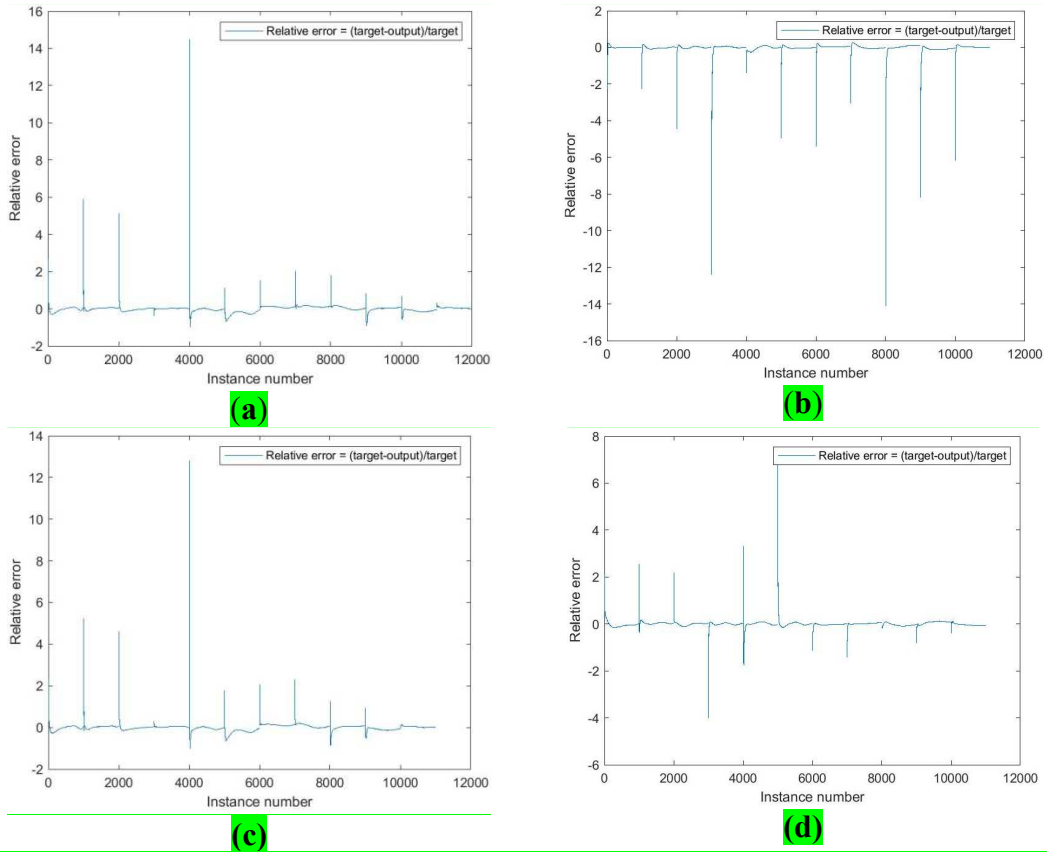 16
14
12
10
8
6
4
2
0
-2
Relative error
Relative error = (target-output)/target
0 2000 4000 6000 8000 10000 12000
Instance number
(a)
2
0
-2
-4
-6
-8
-10
-12
-14
-16
Relative error
Relative error = (target-output)/target
0 2000 4000 6000 8000 10000 12000
Instance number
(b)
14
12
10
8
6
4
2
0
-2
Relative error
Relative error = (target-output)/target
0 2000 4000 6000 8000 10000 12000
Instance number
(c)
8
6
4
2
0
-2
-4
-6
Relative error
Relative error = (target-output)/target
0 2000 4000 6000 8000 10000 12000
Instance number
(d)